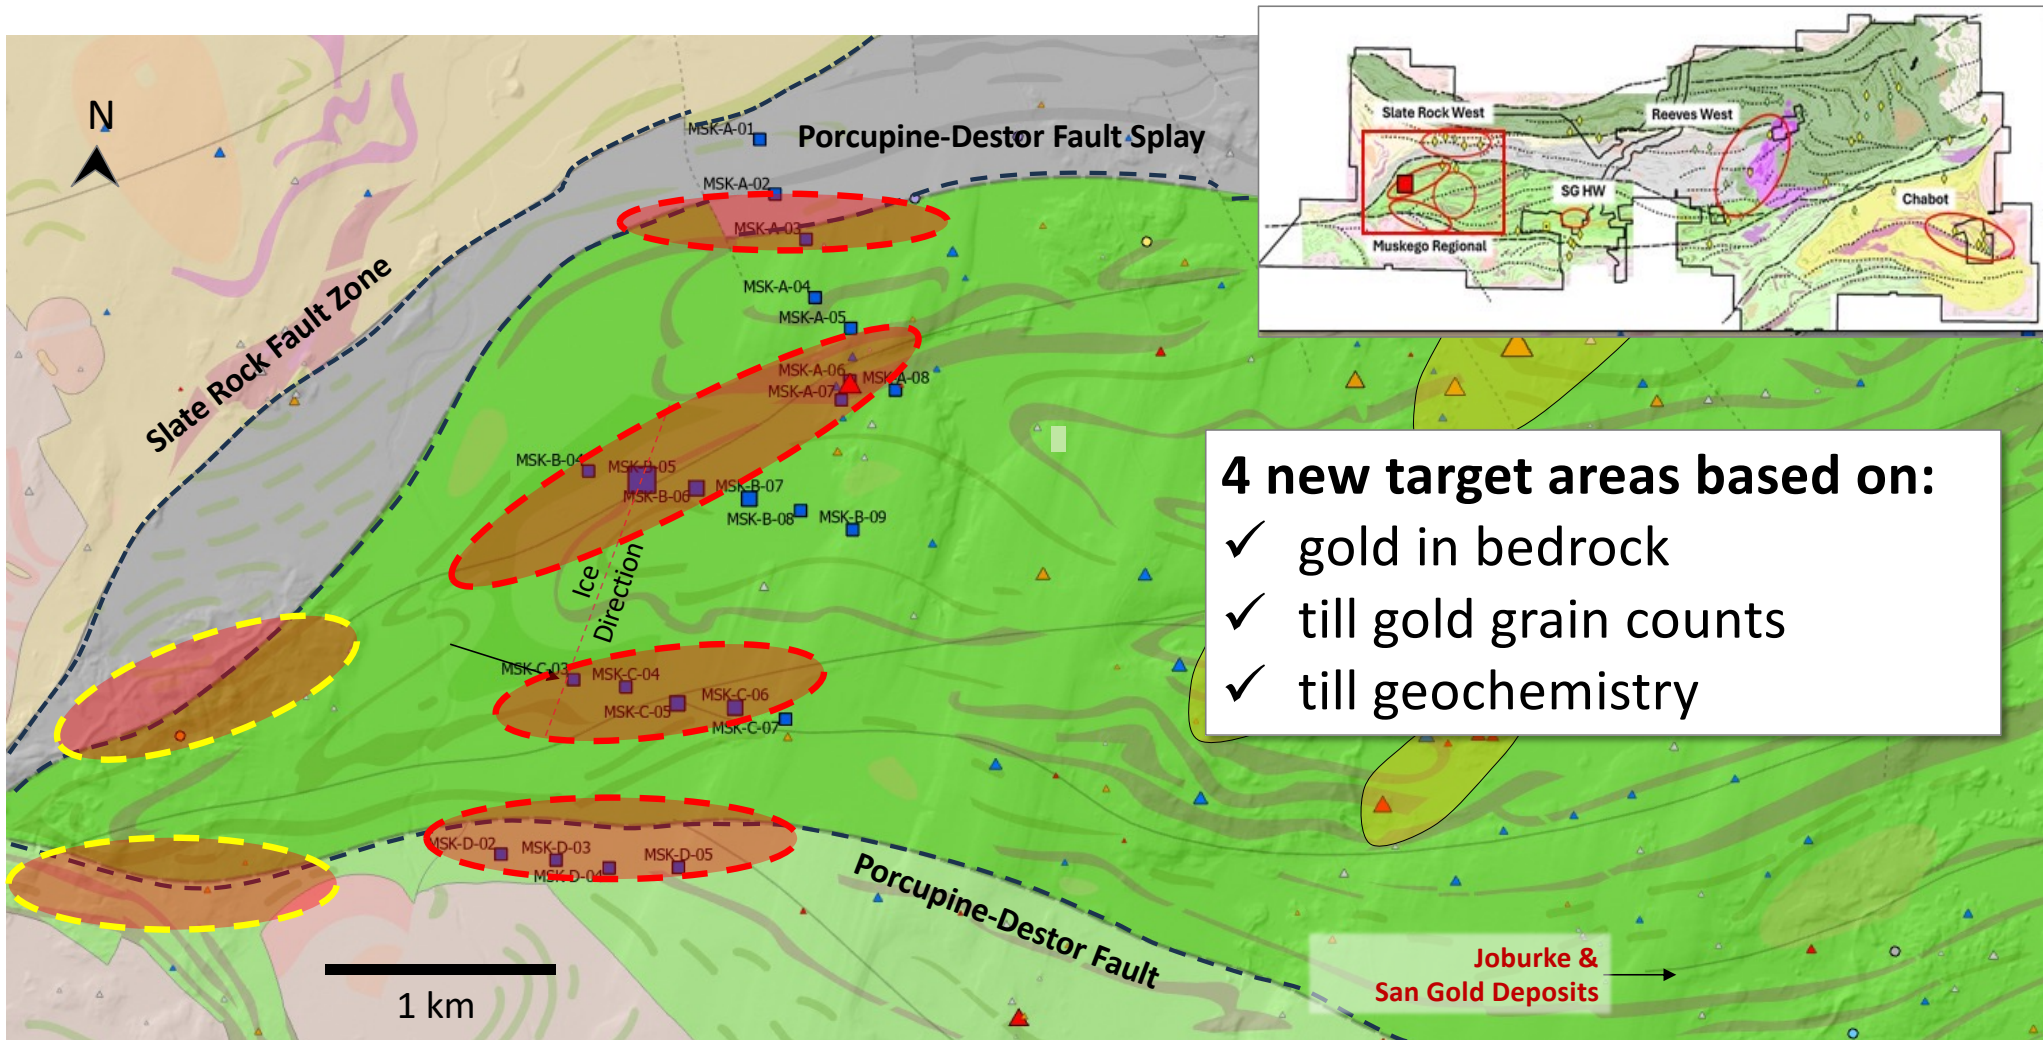 N
Slate Rock Fault Zone
Porcupine-Destor Fault Splay
MSK-A-01
MSK-A-02
MSK-A-03
MSK-A-04
MSK-A-05
MSK-A-06
MSK-A-08
MSK-A-07
MSK-B-04
MSK-B-05
MSK-B-06
MSK-B-07
MSK-B-08
MSK-B-09
Ice
Direction
MSK-C-03
MSK-C-04
MSK-C-05
MSK-C-06
MSK-C-07
MSK-D-02
MSK-D-03
MSK-D-04
MSK-D-05
Porcupine-Destor Fault
1 km
Slate Rock West
Reeves West
SG HW
Chabot
Muskego Regional
4 new target areas based on:
✓ gold in bedrock
✓ till gold grain counts
✓ till geochemistry
Joburke &
San Gold Deposits